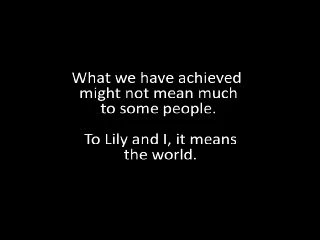 What we have achieved
might not mean much
to some people.
To Lily and I, it means
the world.